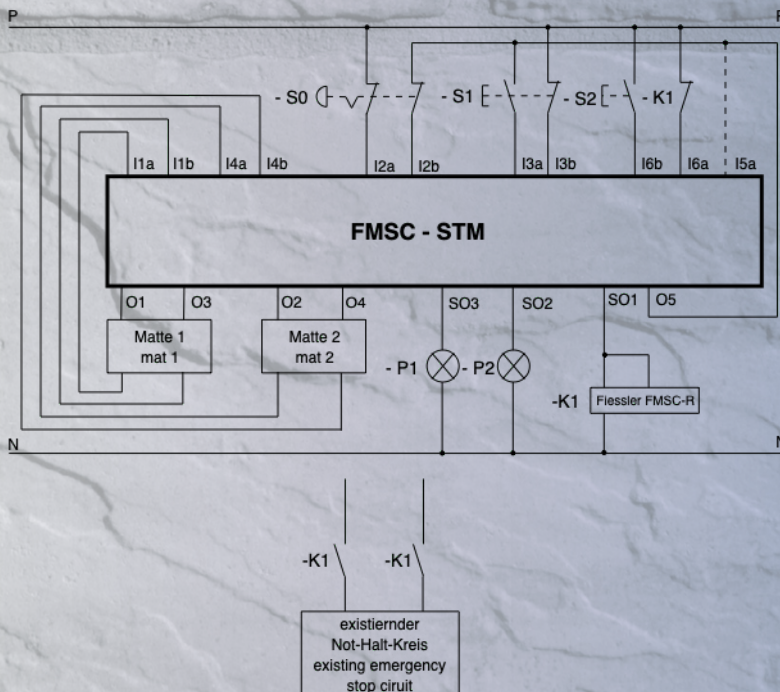 P
- S0
- S1
- S2
- K1
I1a I1b I4a I4b I2a I2b I3a I3b I6b I6a I5a
FMSC - STM
O1 O3 O2 O4 SO3 SO2 SO1 O5
Matte 1
mat 1
Matte 2
mat 2
- P1
- P2
-K1
Fiessler FMSC-R
N
-K1
-K1
existiernder
Not-Halt-Kreis
existing emergency
stop ciruit